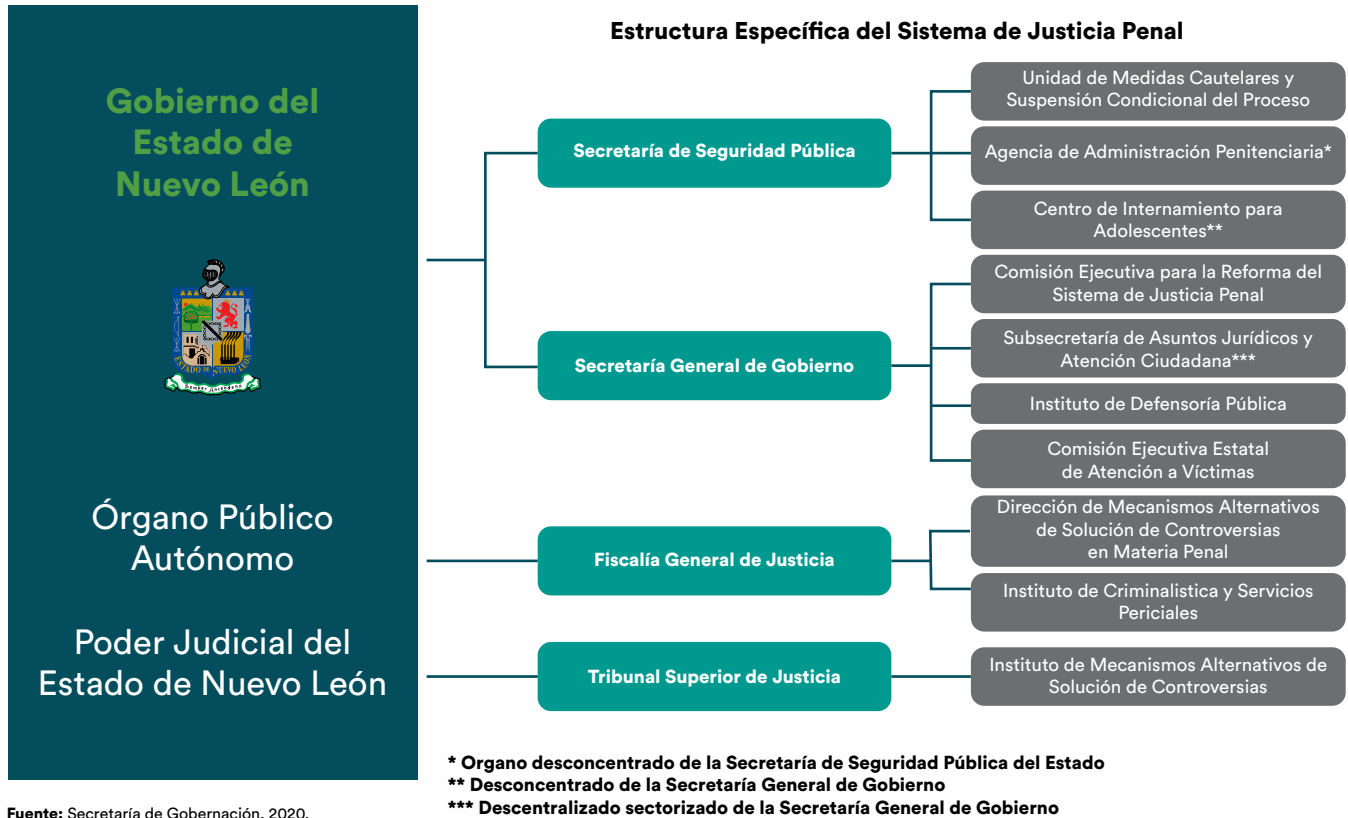 Estructura Específica del Sistema de Justicia Penal
Gobierno del
Estado de
Nuevo León
ESTADO DE NUEVO LEÓN
Semper Ascendens
Órgano Público
Autónomo
Poder Judicial del
Estado de Nuevo León
Secretaría de Seguridad Pública
Unidad de Medidas Cautelares y
Suspensión Condicional del Proceso
Agencia de Administración Penitenciaria*
Centro de Internamiento para
Adolescentes**
Secretaría General de Gobierno
Comisión Ejecutiva para la Reforma del
Sistema de Justicia Penal
Subsecretaría de Asuntos Jurídicos y
Atención Ciudadana***
Instituto de Defensoría Pública
Comisión Ejecutiva Estatal
de Atención a Víctimas
Fiscalía General de Justicia
Dirección de Mecanismos Alternativos
de Solución de Controversias
en Materia Penal
Instituto de Criminalistica y Servicios
Periciales
Tribunal Superior de Justicia
Instituto de Mecanismos Alternativos de
Solución de Controversias
* Organo desconcentrado de la Secretaría de Seguridad Pública del Estado
** Desconcentrado de la Secretaría General de Gobierno
*** Descentralizado sectorizado de la Secretaría General de Gobierno
Fuente: Secretaría de Gobernación, 2020.